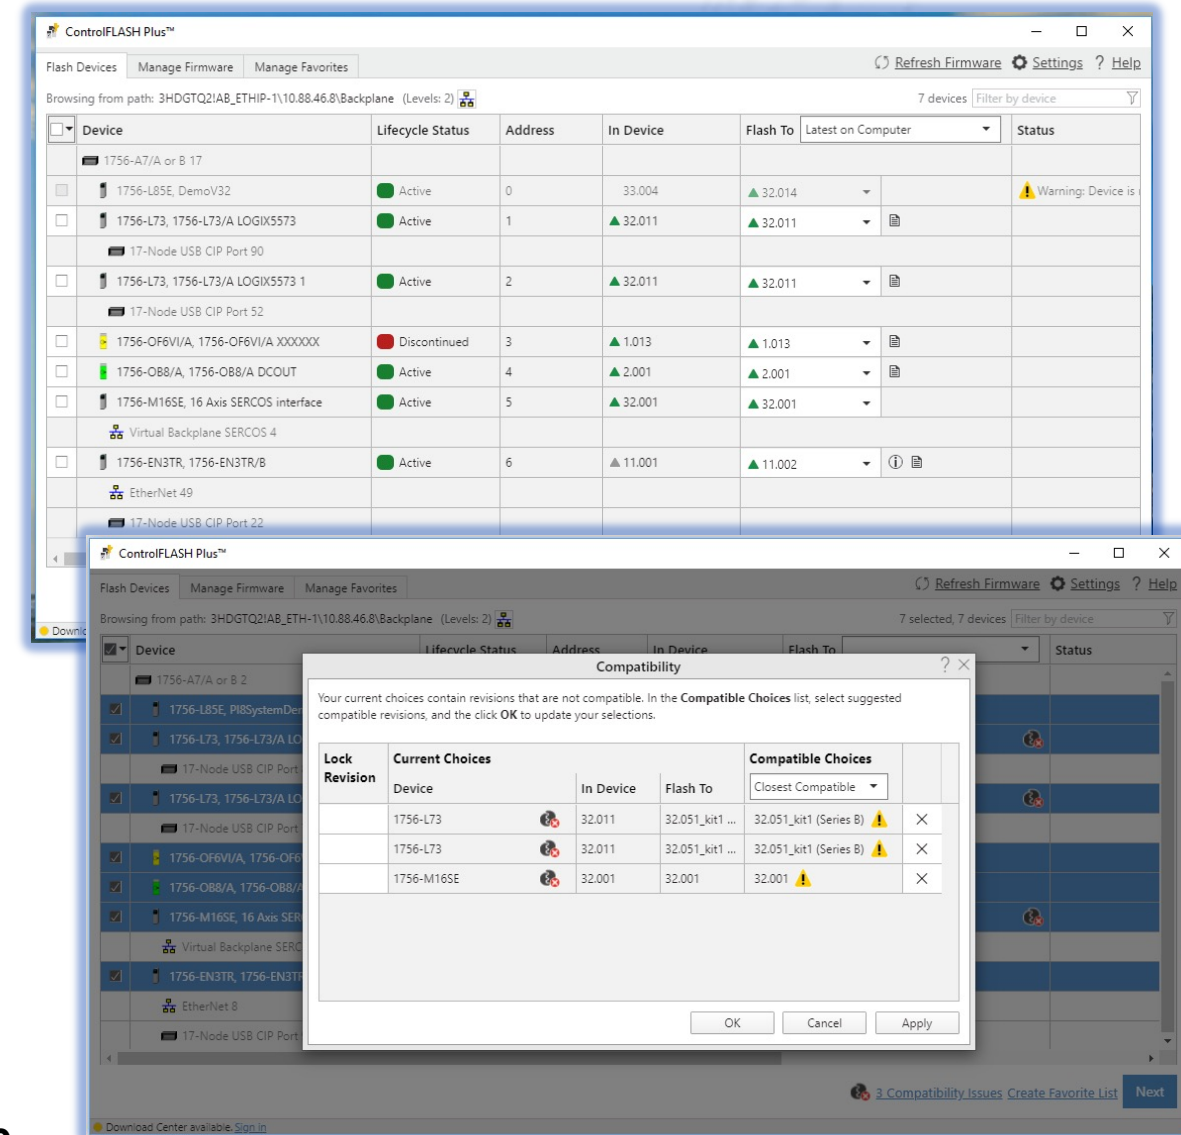 ControlFLASH Plus™
Flash Devices Manage Firmware Manage Favorites Refresh Firmware Settings ? Help
Browsing from path: 3HDGTQ2!AB_ETHIP-1\10.88.46.8\Backplane (Levels: 2) 7 devices Filter by device
Device Lifecycle Status Address In Device Flash To Latest on Computer Status
1756-A7/A or B 17
1756-L85E, DemoV32 Active 0 33.004 32.014 Warning: Device is
1756-L73, 1756-L73/A LOGIX5573 Active 1 32.011 32.011
17-Node USB CIP Port 90
1756-L73, 1756-L73/A LOGIX5573 1 Active 2 32.011 32.011
17-Node USB CIP Port 52
1756-OF6VI/A, 1756-OF6VI/A XXXXXX Discontinued 3 1.013 1.013
1756-OB8/A, 1756-OB8/A DCOUT Active 4 2.001 2.001
1756-M16SE, 16 Axis SERCOS interface Active 5 32.001 32.001
Virtual Backplane SERCOS 4
1756-EN3TR, 1756-EN3TR/B Active 6 11.001 11.002
EtherNet 49
17-Node USB CIP Port 22
Downl
ControlFLASH Plus™
Flash Devices Manage Firmware Manage Favorites Refresh Firmware Settings ? Help
Browsing from path: 3HDGTQ2!AB_ETH-1\10.88.46.8\Backplane (Levels: 2) 7 selected, 7 devices Filter by device
Device Lifecycle Status Address In Device Flash To Status
1756-A7/A or B 2
1756-L85E, PI8SystemDer
1756-L73, 1756-L73/A LO
17-Node USB CIP Port
1756-L73, 1756-L73/A LO
17-Node USB CIP Port
1756-OF6VI/A, 1756-OF6
1756-OB8/A, 1756-OB8/A
1756-M16SE, 16 Axis SER
Virtual Backplane SERC
1756-EN3TR, 1756-EN3TR
EtherNet 8
17-Node USB CIP Port
Compatibility ?
Your current choices contain revisions that are not compatible. In the Compatible Choices list, select suggested
compatible revisions, and the click OK to update your selections.
Lock Revision Current Choices Compatible Choices
Device In Device Flash To Closest Compatible
1756-L73 32.011 32.051_kit1 ... 32.051_kit1 (Series B)
1756-L73 32.011 32.051_kit1 ... 32.051_kit1 (Series B)
1756-M16SE 32.001 32.001 32.001
OK Cancel Apply
3 Compatibility Issues Create Favorite List Next
Download Center available. Sign In